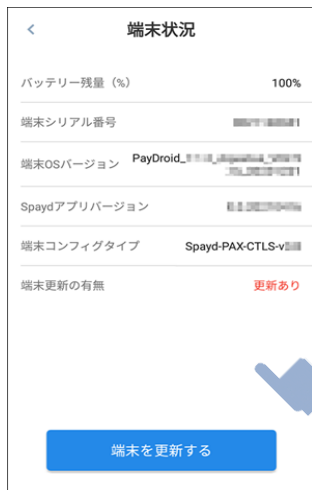 端末状況
バッテリー残量（%） 100%
端末シリアル番号
端末OSバージョン PayDroid_
Spaydアプリバージョン
端末コンフィグタイプ Spayd-PAX-CTLS-v
端末更新の有無 更新あり
端末を更新する